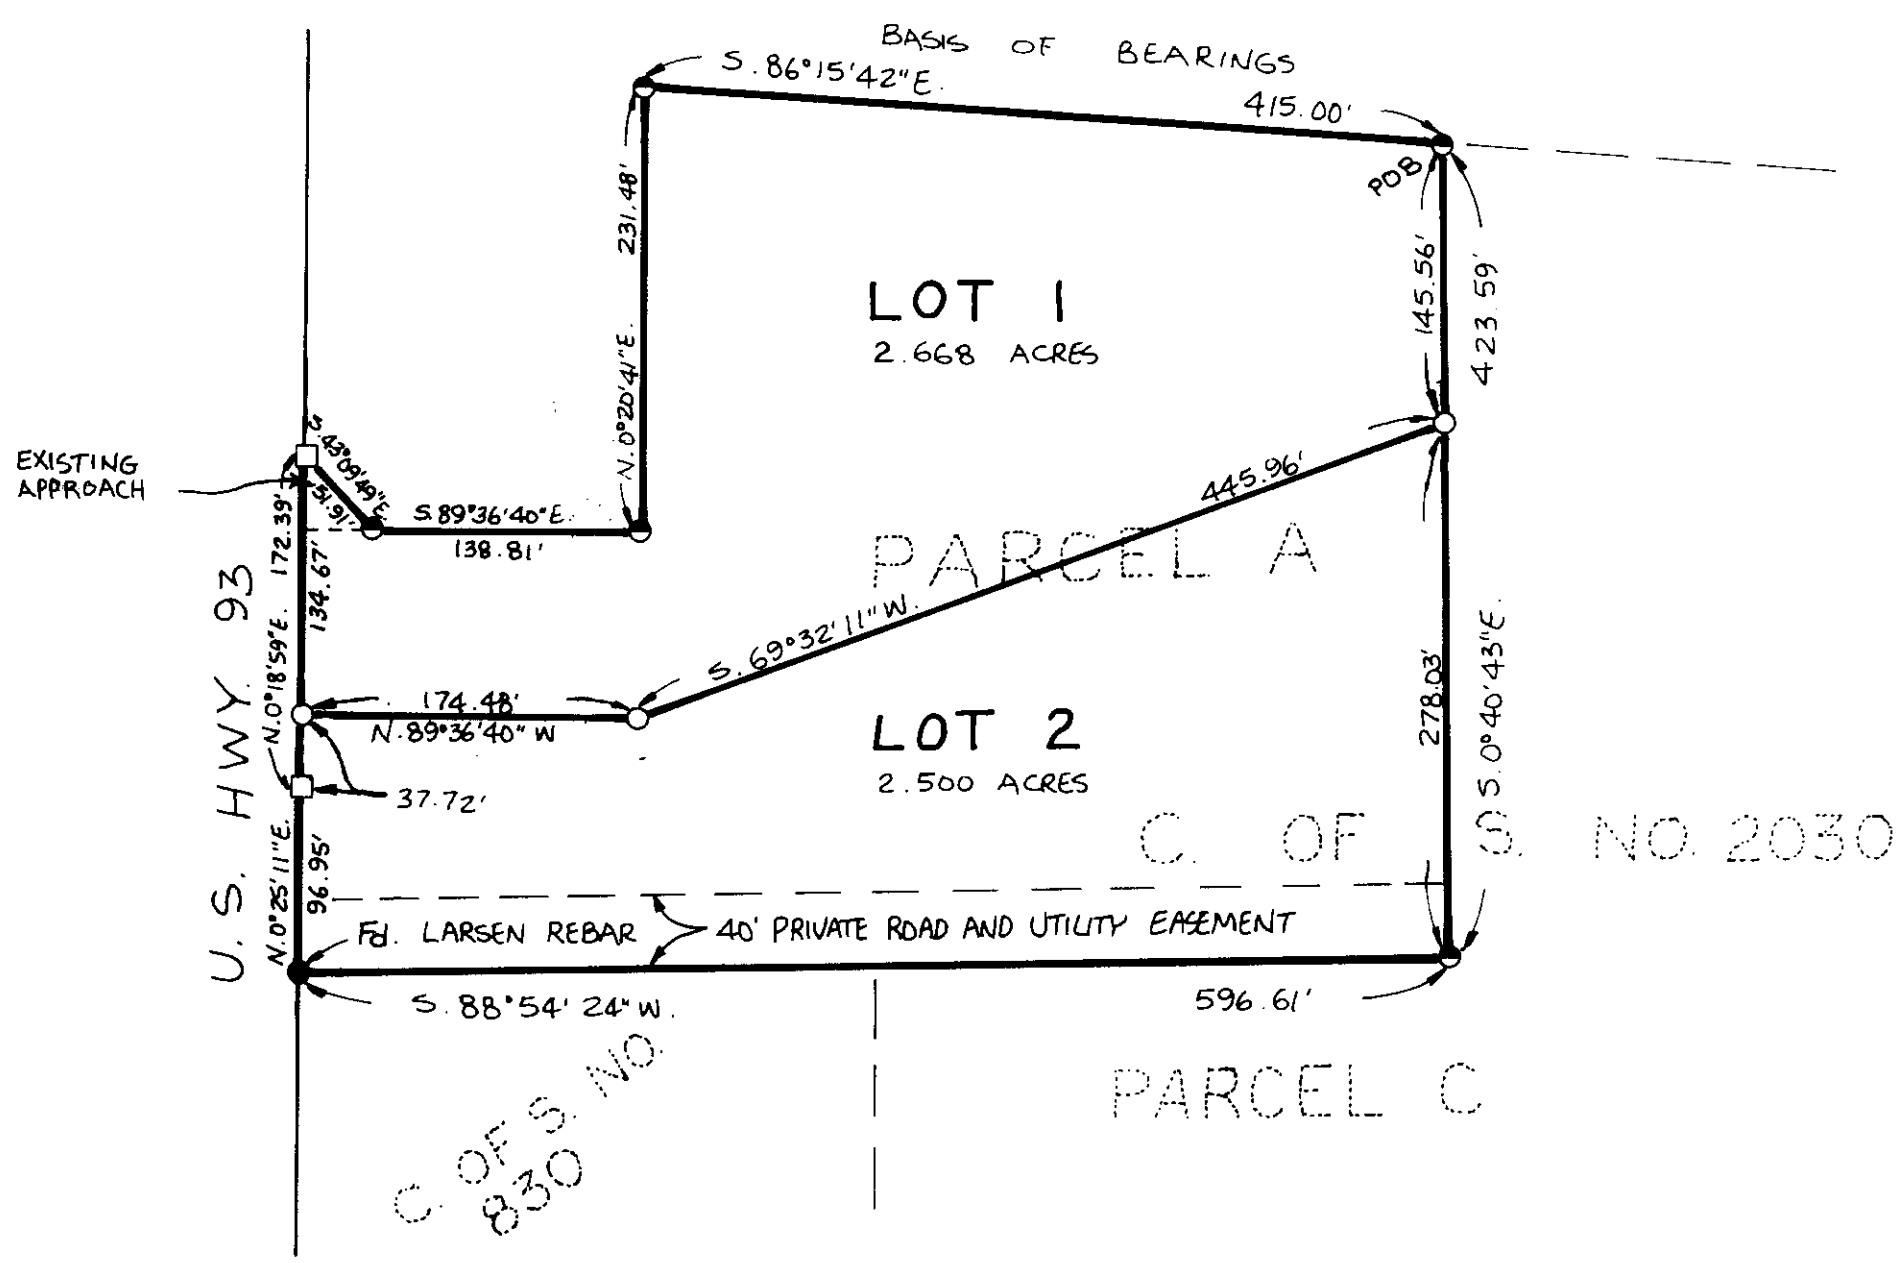 BASIS OF BEARINGS
S. 86°15'42"E.
415.00'
POB
231.48'
N.0°20'41"E.
145.56'
423.59'
LOT 1
2.668 ACRES
EXISTING
APPROACH
S.43°09'49"E.
51.91'
S.89°36'40"E.
138.81'
445.96'
PARCEL A
N.0°18'59"E. 172.39'
134.67'
S. 69°32'11"W.
174.48'
N.89°36'40"W
37.72'
LOT 2
2.500 ACRES
278.03'
S.0°40'43"E.
U.S. HWY. 93
C. OF S. NO. 2030
N.0°25'11"E.
96.95'
Fd. LARSEN REBAR
40' PRIVATE ROAD AND UTILITY EASEMENT
S. 88°54'24"W.
596.61'
C. OF S. NO.
830
PARCEL C